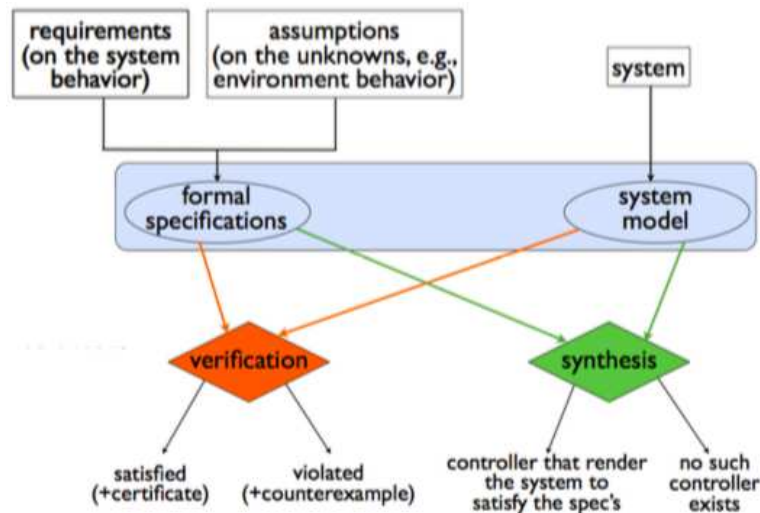 requirements
(on the system
behavior)
assumptions
(on the unknowns, e.g.,
environment behavior)
system
formal
specifications
system
model
verification
synthesis
satisfied
(+certificate)
violated
(+counterexample)
controller that render
the system to
satisfy the spec's
no such
controller
exists